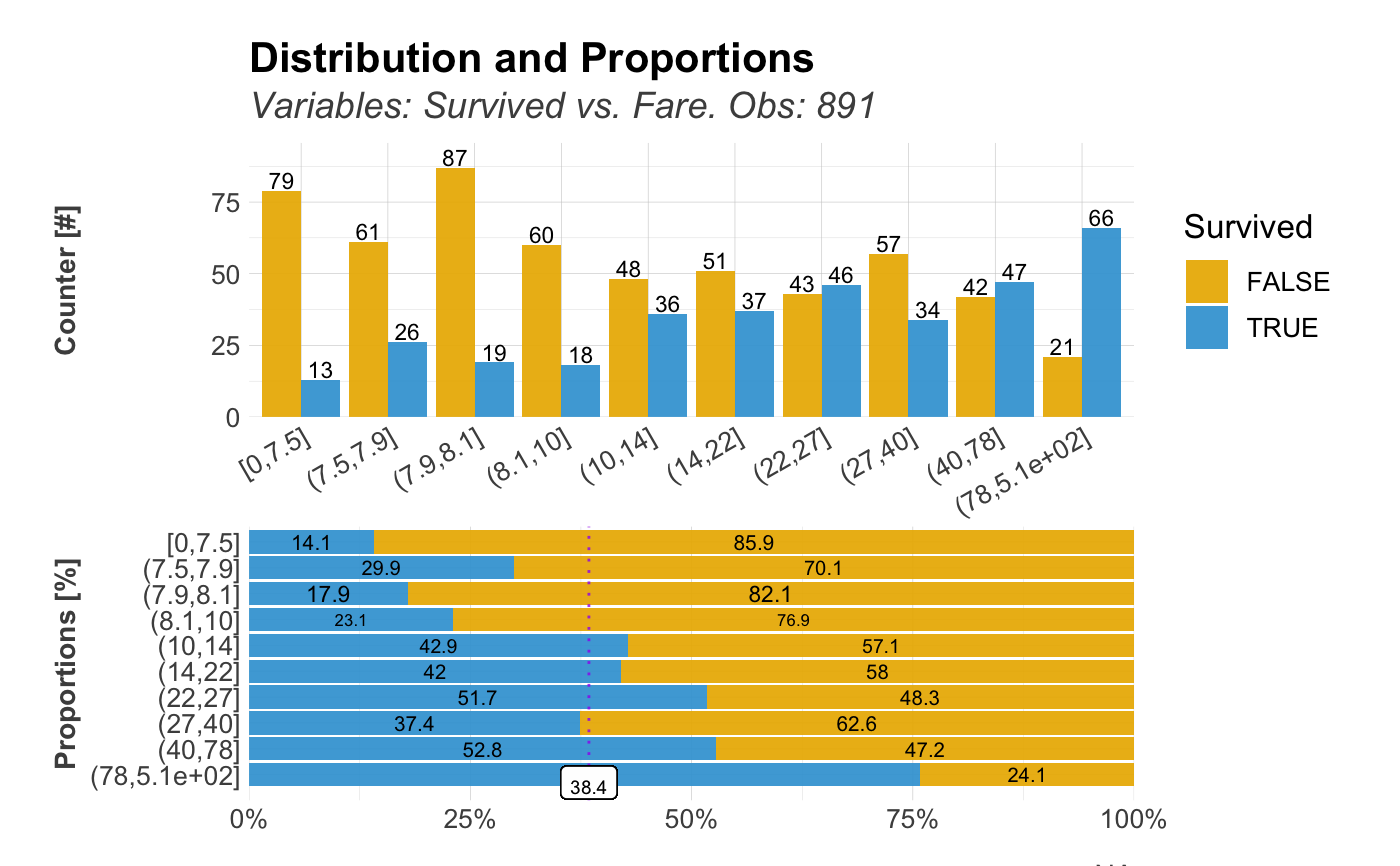 Distribution and Proportions
Variables: Survived vs. Fare. Obs: 891
Counter [#]
75
50
25
0
79
13
61
26
87
19
60
18
48
36
51
37
43
46
57
34
42
47
21
66
[0,7.5]
(7.5,7.9]
(7.9,8.1]
(8.1,10]
(10,14]
(14,22]
(22,27]
(27,40]
(40,78]
(78,5.1e+02]
Survived
FALSE
TRUE
Proportions [%]
[0,7.5] 14.1 85.9
(7.5,7.9] 29.9 70.1
(7.9,8.1] 17.9 82.1
(8.1,10] 23.1 76.9
(10,14] 42.9 57.1
(14,22] 42 58
(22,27] 51.7 48.3
(27,40] 37.4 62.6
(40,78] 52.8 47.2
(78,5.1e+02] 24.1
38.4
0% 25% 50% 75% 100%